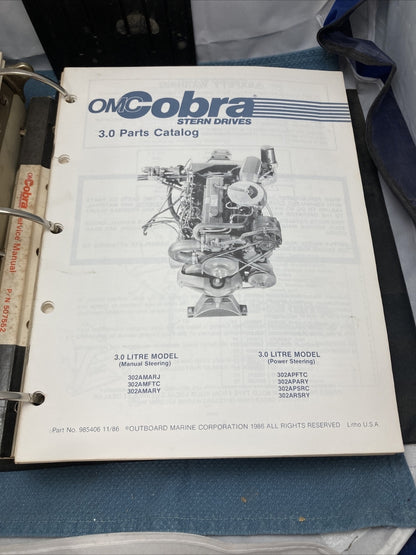 OMC Cobra
STERN DRIVES
3.0 Parts Catalog
3.0 LITRE MODEL
(Manual Steering)
302AMARJ
302AMFTC
302AMARY
3.0 LITRE MODEL
(Power Steering)
302APFTC
302APARY
302APSRC
302ARSRY
Part No. 985406 11/86 ©OUTBOARD MARINE CORPORATION 1986 ALL RIGHTS RESERVED Litho U.S.A.
OMC Cobra
Service Manual
P/N 507552